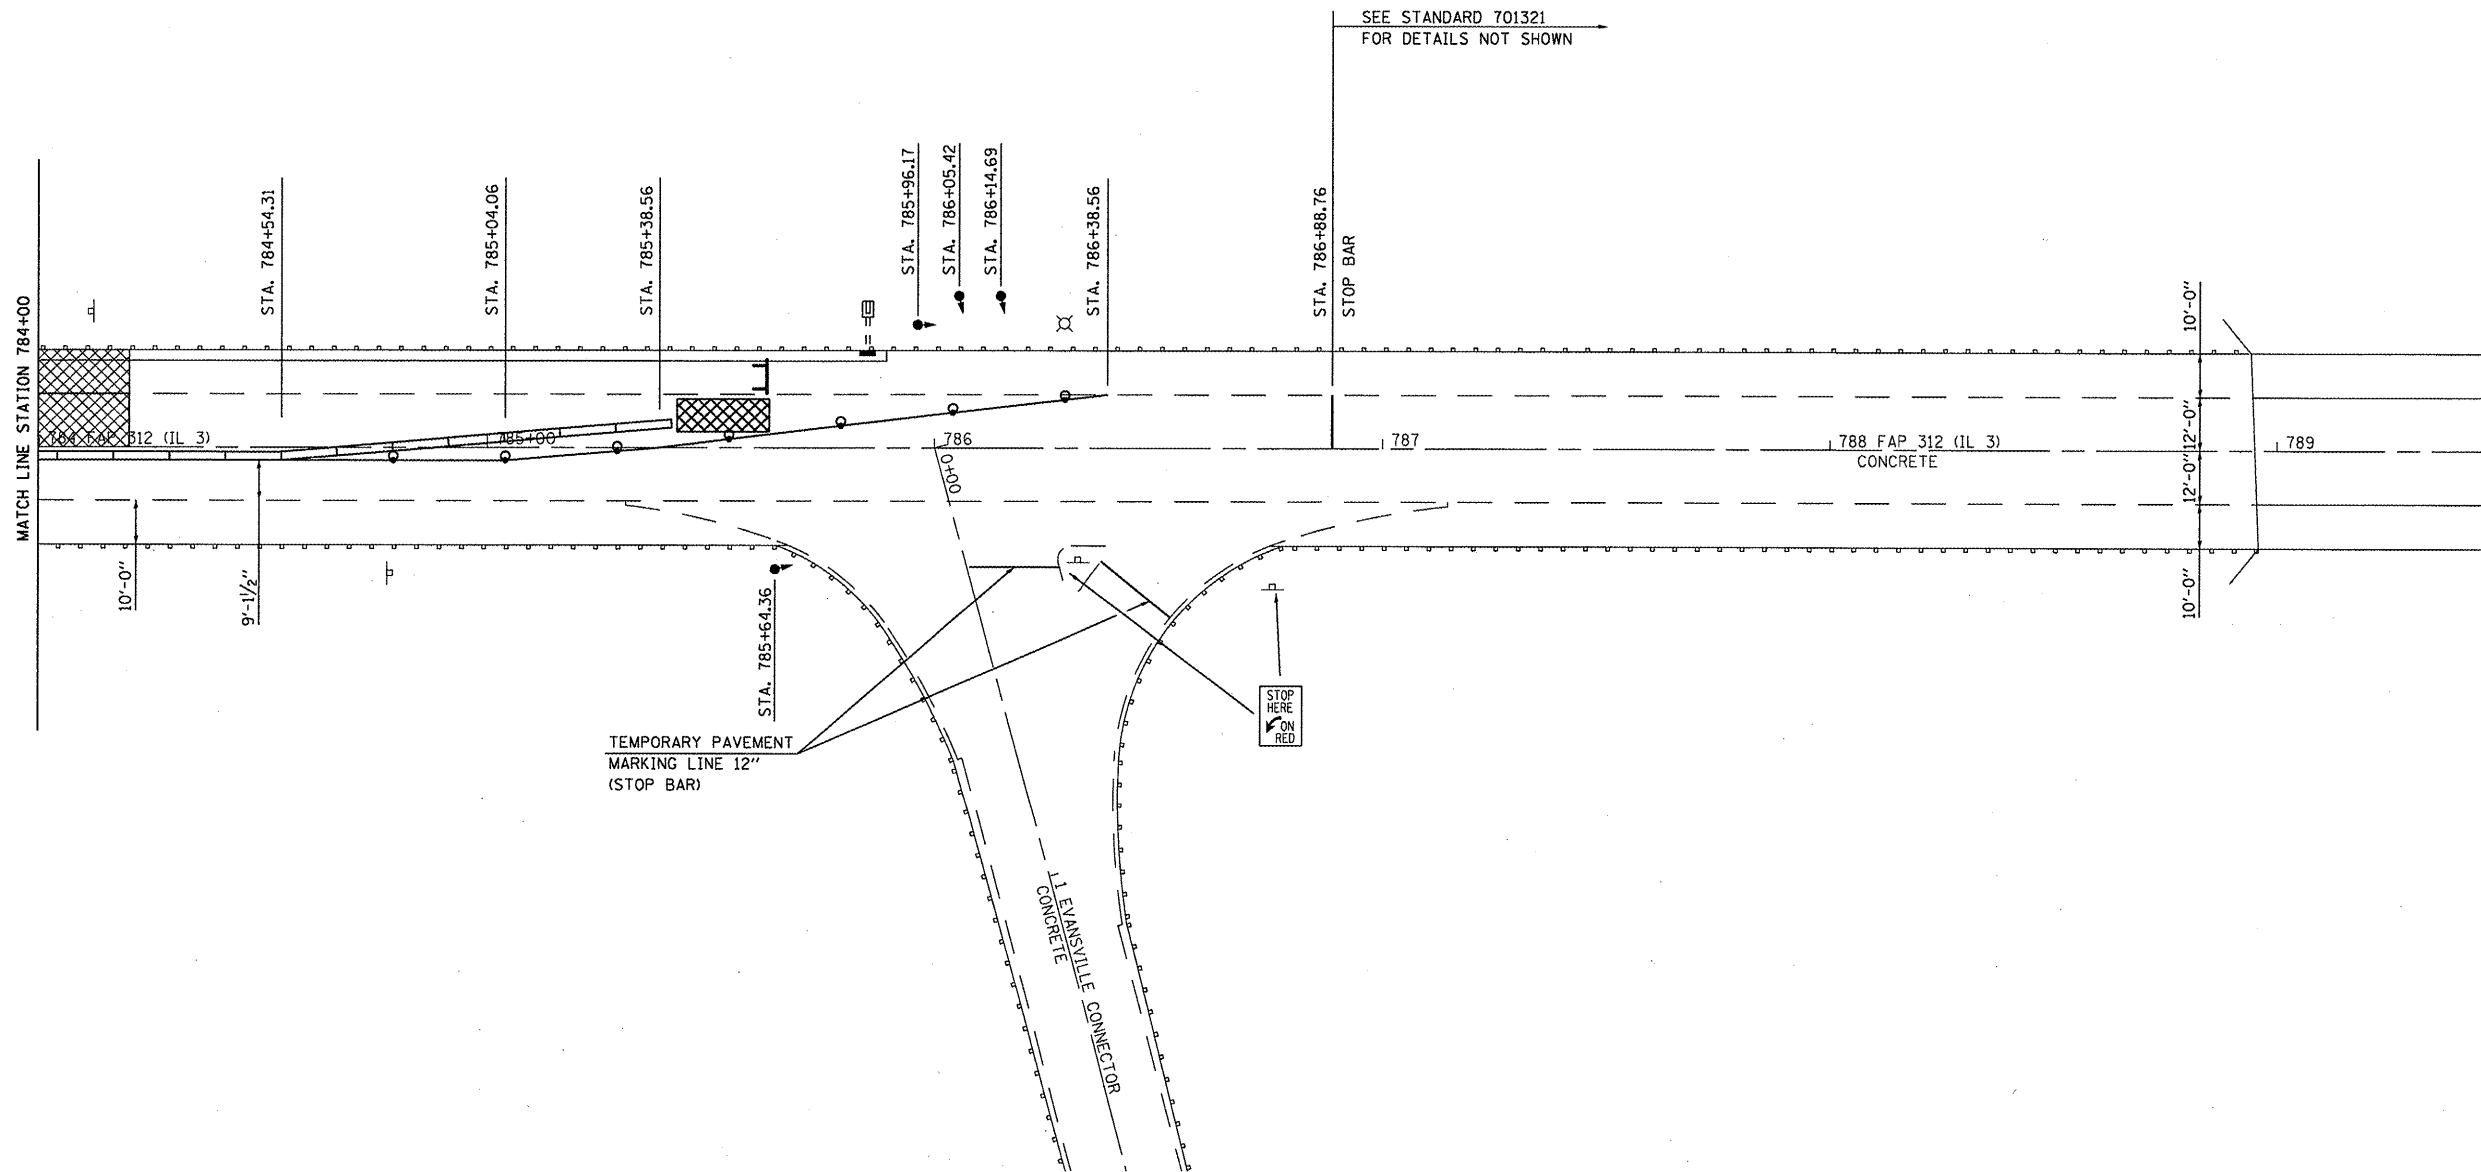 SEE STANDARD 701321
FOR DETAILS NOT SHOWN
MATCH LINE STATION 784+00
STA. 784+54.31
STA. 785+04.06
STA. 785+38.56
STA. 785+96.17
STA. 786+05.42
STA. 786+14.69
STA. 786+38.56
STA. 786+88.76
STOP BAR
10'-0"
12'-0"
12'-0"
10'-0"
784 FAP 312 (IL 3)
785+00
786
787
788 FAP 312 (IL 3)
CONCRETE
789
0+00
10'-0"
9'-1½"
STA. 785+64.36
TEMPORARY PAVEMENT
MARKING LINE 12"
(STOP BAR)
STOP
HERE
ON
RED
1 EVANSVILLE CONNECTOR
CONCRETE